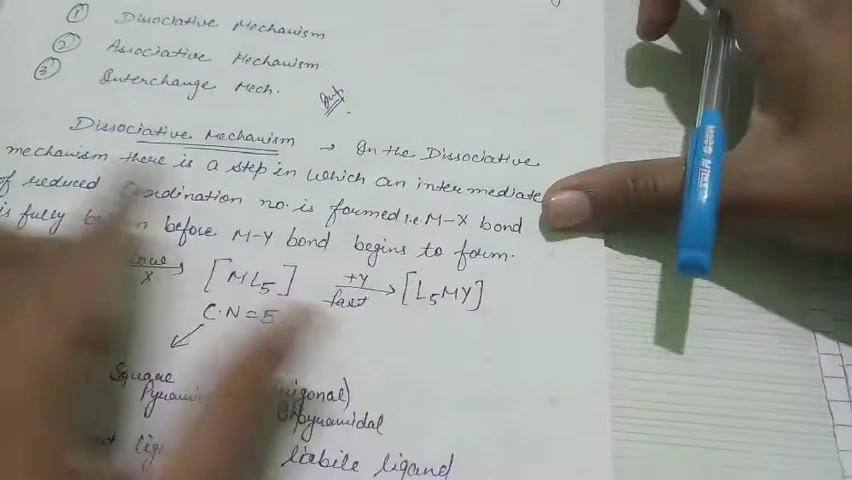 ① Dissociative Mechanism
② Associative Mechanism
③ Interchange Mech.
Dissociative Mechanism → In the Dissociative
mechanism there is a step in which an intermediate
of reduced coordination no. is formed i.e. M-X bond
is fully before M-Y bond begins to form.
X [ML5] +Y fast → [L5MY]
C.N = 5
Square
Pyramidal
Bipyramidal
labile ligand